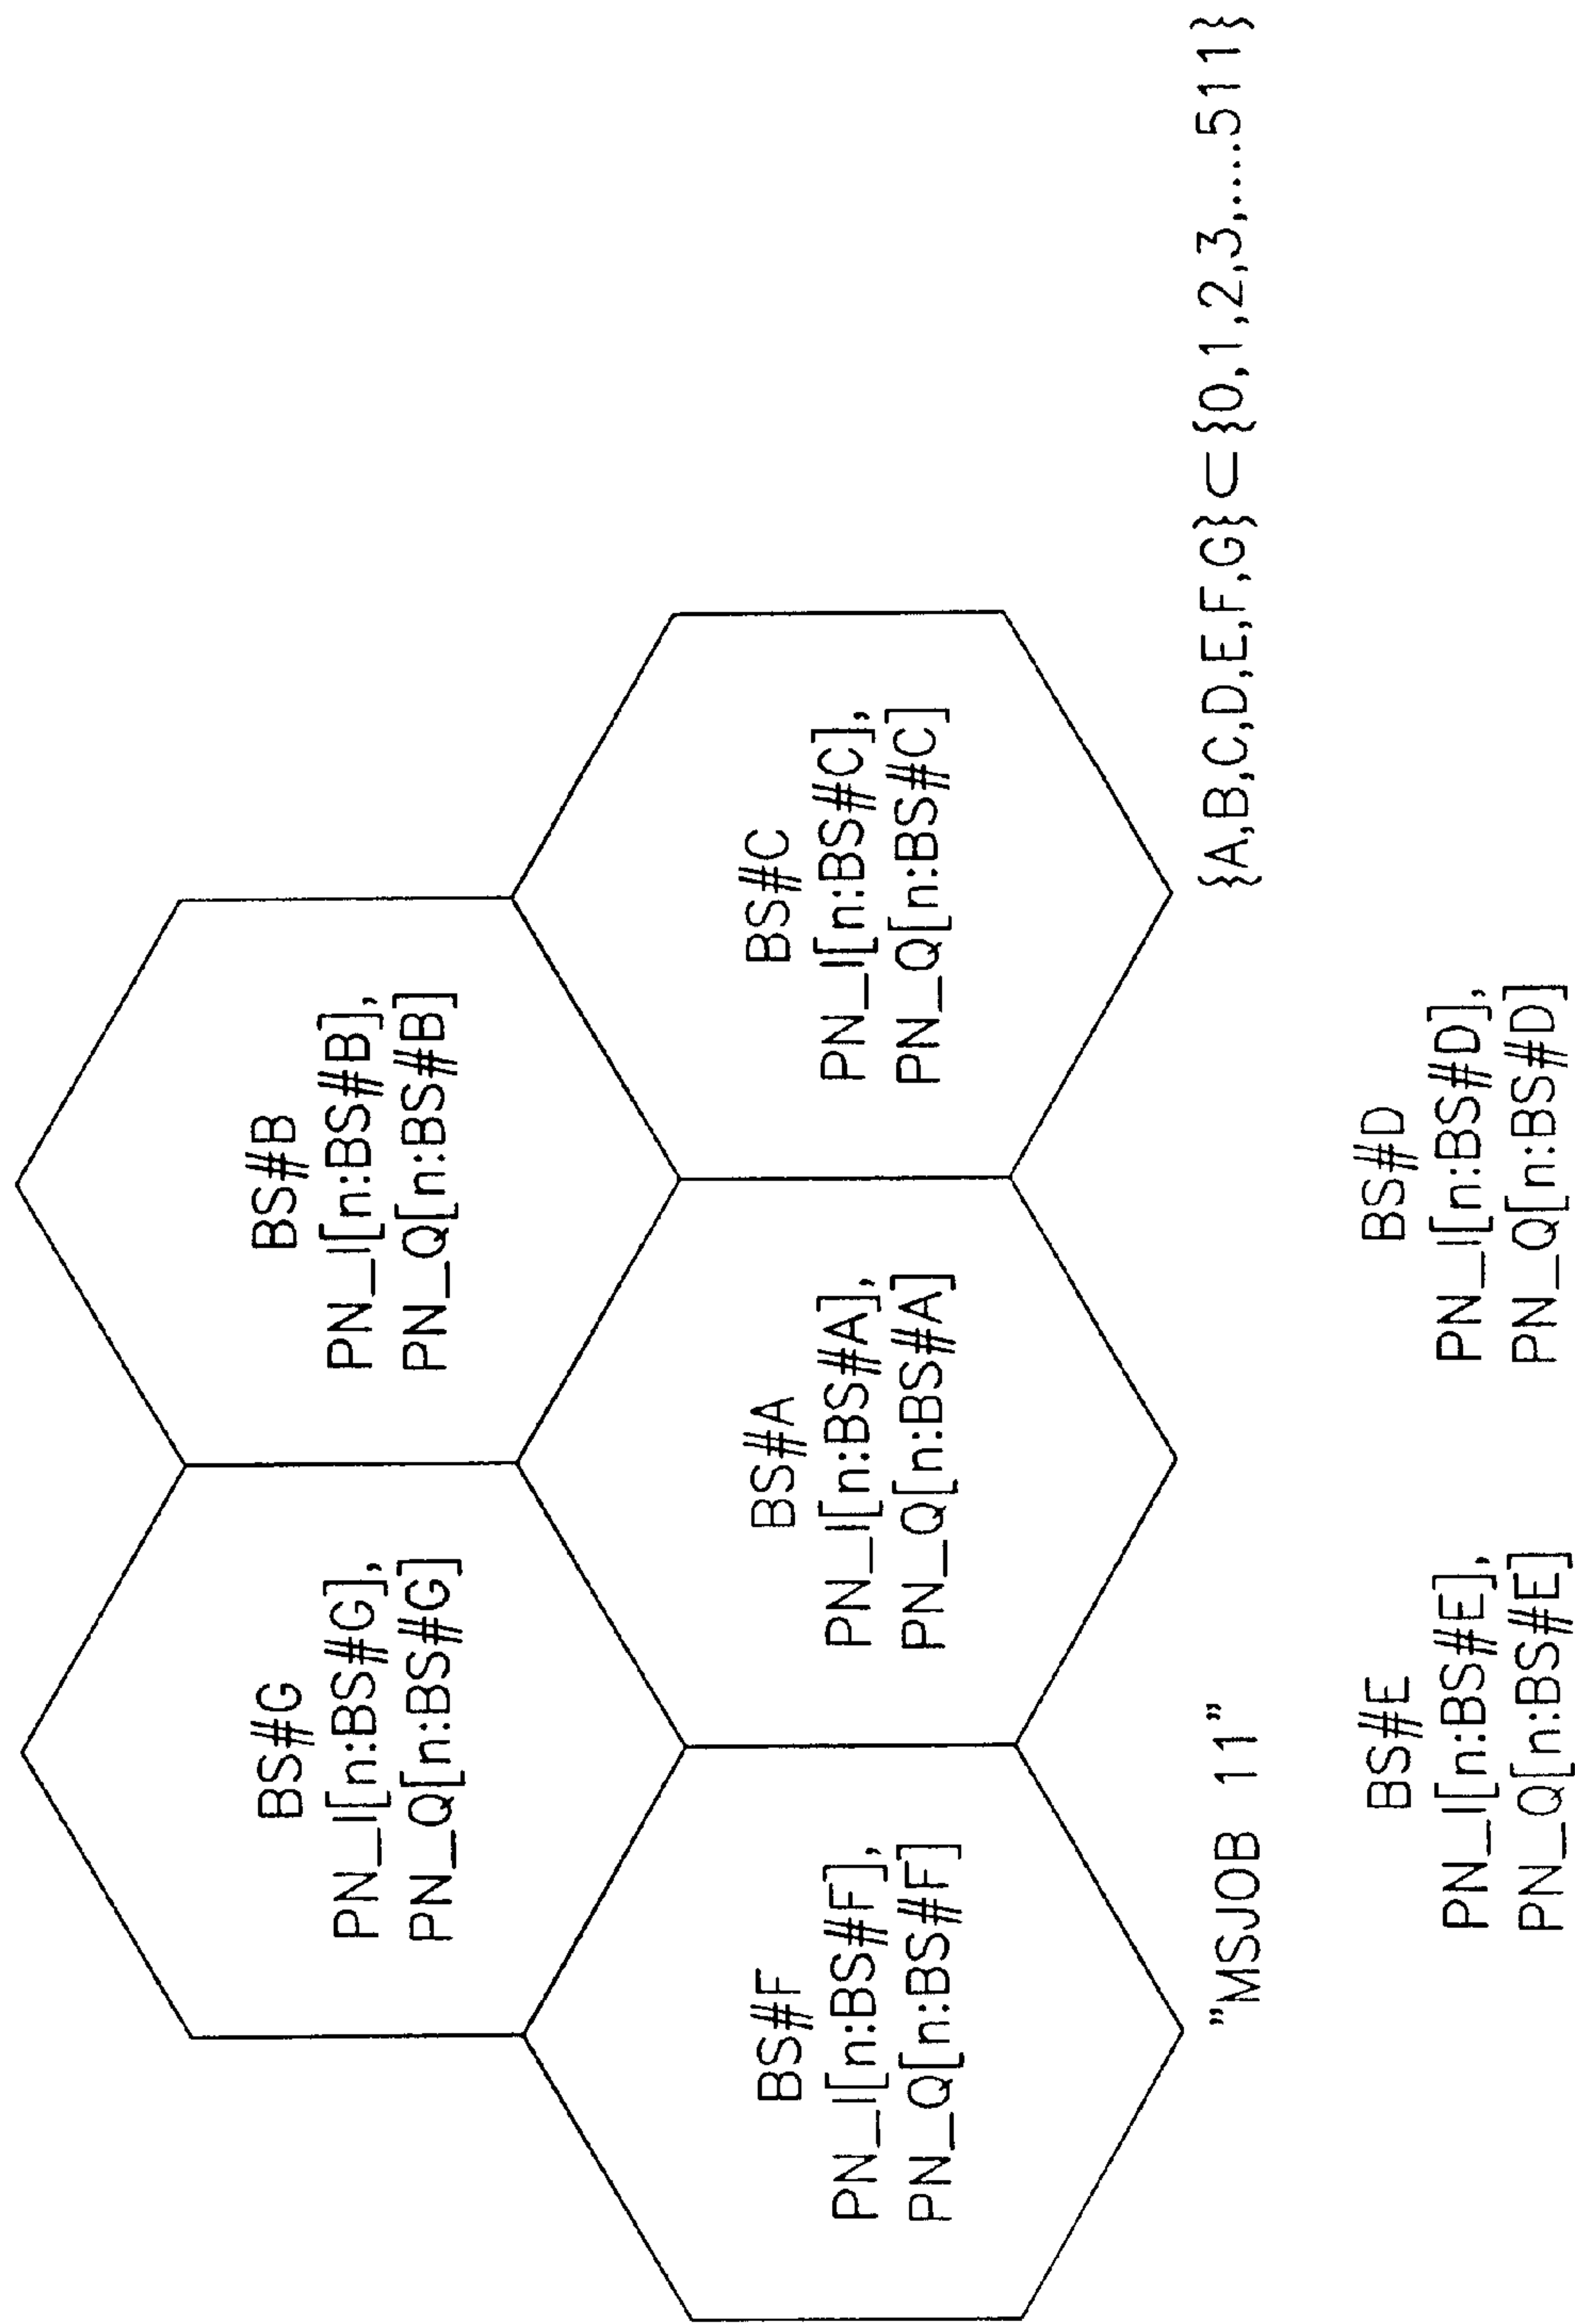 BS#G
PN_I[n:BS#G],
PN_Q[n:BS#G]
BS#B
PN_I[n:BS#B],
PN_Q[n:BS#B]
BS#F
PN_I[n:BS#F],
PN_Q[n:BS#F]
BS#A
PN_I[n:BS#A],
PN_Q[n:BS#A]
BS#C
PN_I[n:BS#C],
PN_Q[n:BS#C]
"MSJOB 11"
{A,B,C,D,E,F,G}⊂{0,1,2,3,.....511}
BS#E
PN_I[n:BS#E],
PN_Q[n:BS#E]
BS#D
PN_I[n:BS#D],
PN_Q[n:BS#D]